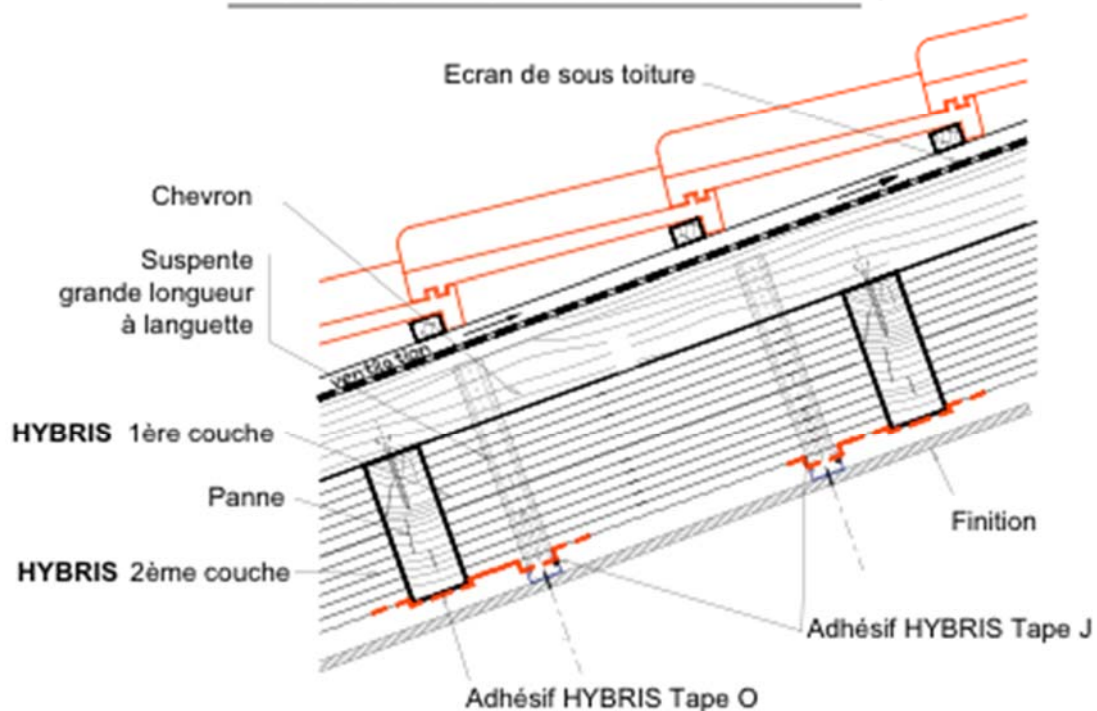 Ecran de sous toiture
Chevron
Suspente
grande longueur
à languette
ventilation
HYBRIS 1ère couche
Panne
HYBRIS 2ème couche
Finition
Adhésif HYBRIS Tape J
Adhésif HYBRIS Tape O